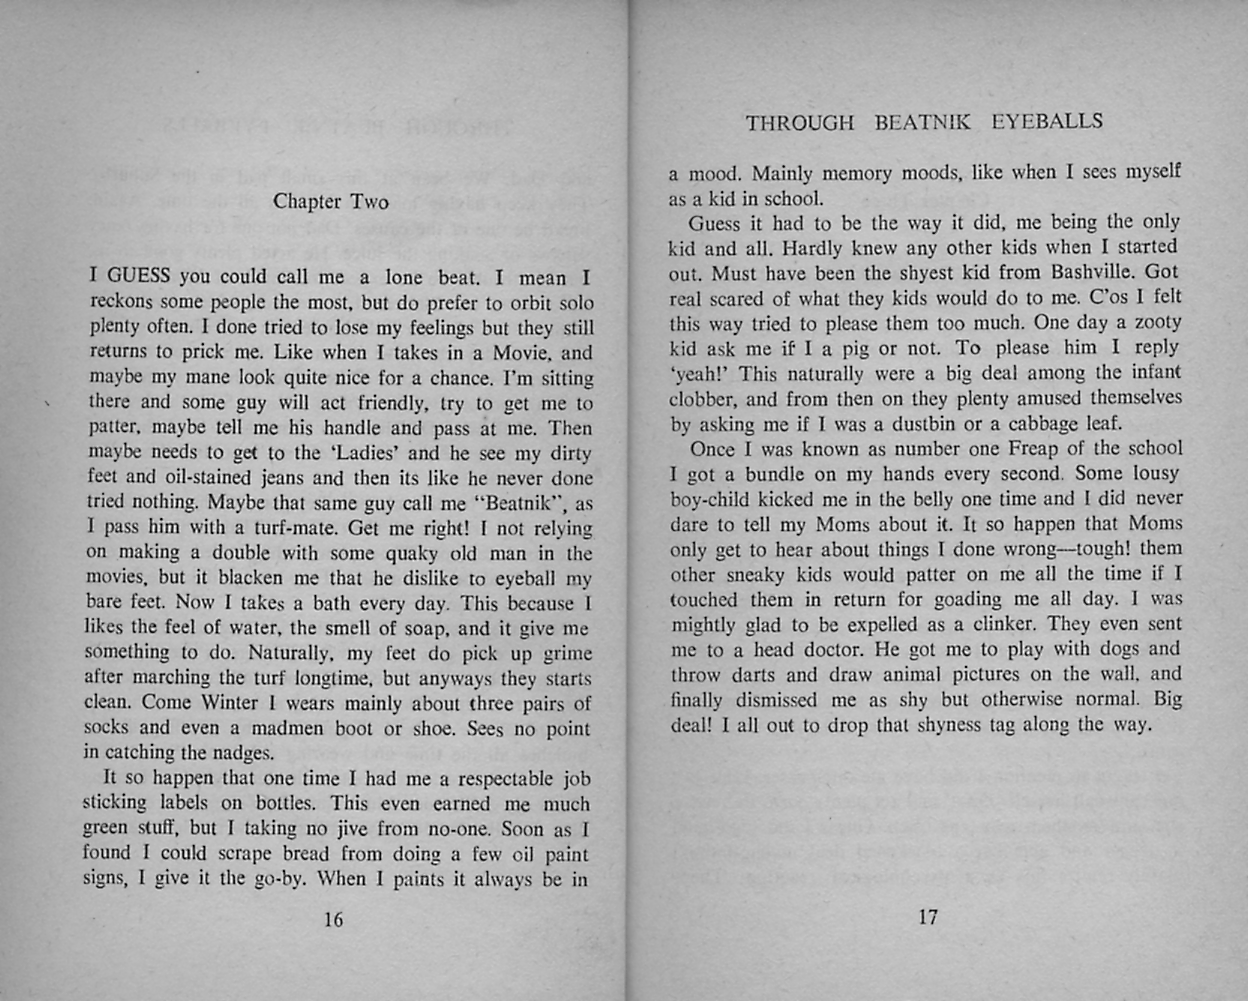 Chapter Two
I GUESS you could call me a lone beat. I mean I
reckons some people the most, but do prefer to orbit solo
plenty often. I done tried to lose my feelings but they still
returns to prick me. Like when I takes in a Movie, and
maybe my mane look quite nice for a chance. I'm sitting
there and some guy will act friendly, try to get me to
patter, maybe tell me his handle and pass at me. Then
maybe needs to get to the ‘Ladies’ and he see my dirty
feet and oil-stained jeans and then its like he never done
tried nothing. Maybe that same guy call me “Beatnik”, as
I pass him with a turf-mate. Get me right! I not relying
on making a double with some quaky old man in the
movies, but it blacken me that he dislike to eyeball my
bare feet. Now I takes a bath every day. This because I
likes the feel of water, the smell of soap, and it give me
something to do. Naturally, my feet do pick up grime
after marching the turf longtime, but anyways they starts
clean. Come Winter I wears mainly about three pairs of
socks and even a madmen boot or shoe. Sees no point
in catching the nadges.
It so happen that one time I had me a respectable job
sticking labels on bottles. This even earned me much
green stuff, but I taking no jive from no-one. Soon as I
found I could scrape bread from doing a few oil paint
signs, I give it the go-by. When I paints it always be in
16
THROUGH BEATNIK EYEBALLS
a mood. Mainly memory moods, like when I sees myself
as a kid in school.
Guess it had to be the way it did, me being the only
kid and all. Hardly knew any other kids when I started
out. Must have been the shyest kid from Bashville. Got
real scared of what they kids would do to me. C'os I felt
this way tried to please them too much. One day a zooty
kid ask me if I a pig or not. To please him I reply
‘yeah!’ This naturally were a big deal among the infant
clobber, and from then on they plenty amused themselves
by asking me if I was a dustbin or a cabbage leaf.
Once I was known as number one Freap of the school
I got a bundle on my hands every second. Some lousy
boy-child kicked me in the belly one time and I did never
dare to tell my Moms about it. It so happen that Moms
only get to hear about things I done wrong—tough! them
other sneaky kids would patter on me all the time if I
touched them in return for goading me all day. I was
mightly glad to be expelled as a clinker. They even sent
me to a head doctor. He got me to play with dogs and
throw darts and draw animal pictures on the wall, and
finally dismissed me as shy but otherwise normal. Big
deal! I all out to drop that shyness tag along the way.
17